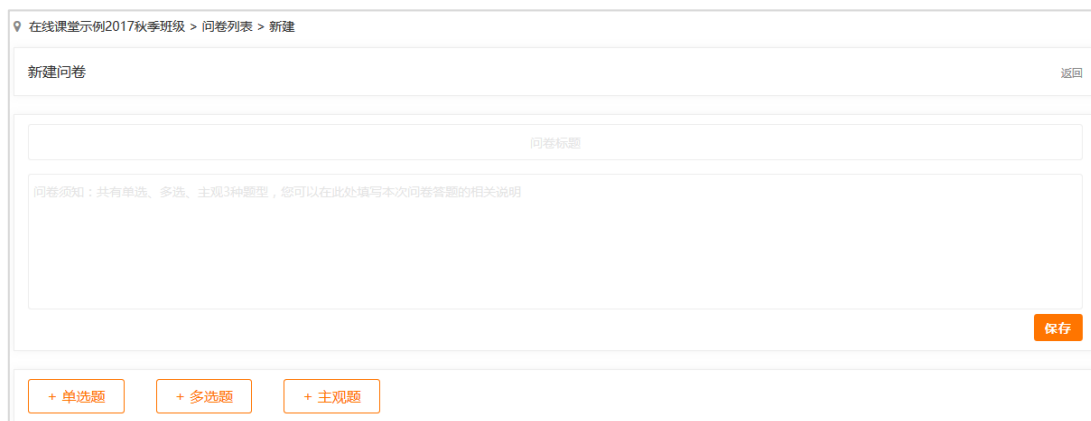 在线课堂示例2017秋季班级 > 问卷列表 > 新建
新建问卷
返回
问卷标题
问卷须知：共有单选、多选、主观3种题型，您可以在此处填写本次问卷答题的相关说明
保存
+ 单选题 + 多选题 + 主观题